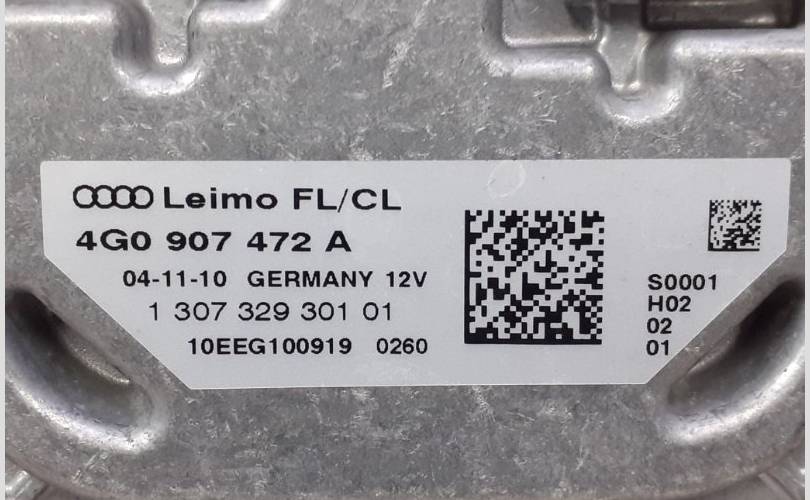 Leimo FL/CL
4G0 907 472 A
04-11-10 GERMANY 12V
1 307 329 301 01
10EEG100919 0260
S0001
H02
02
01